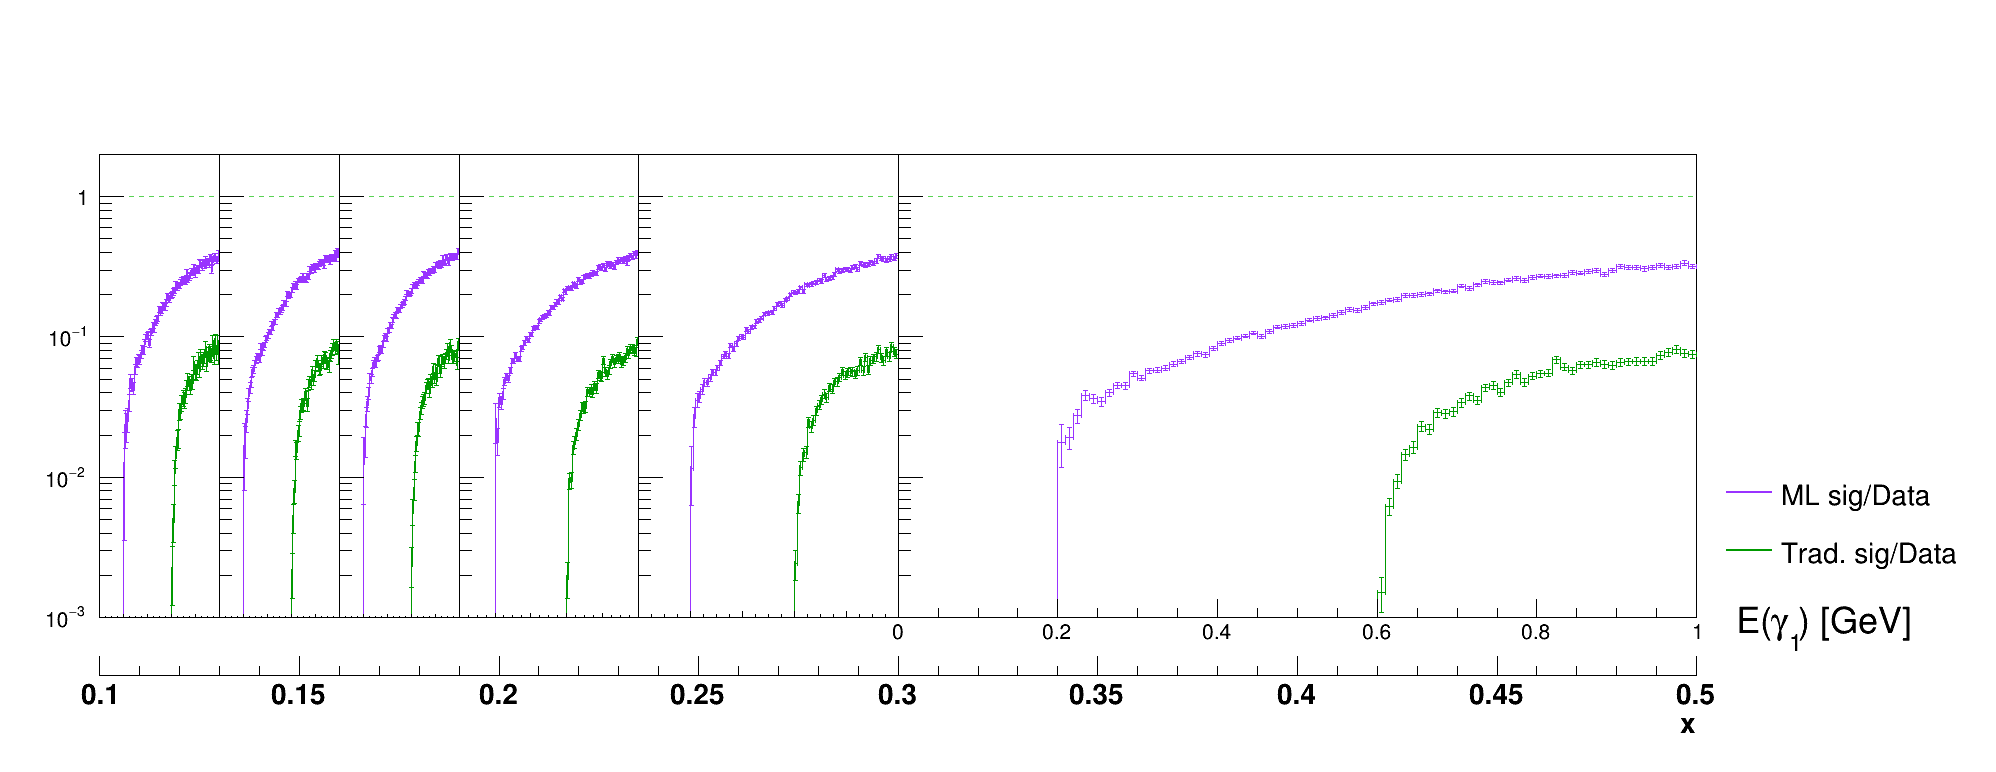 1
10⁻¹
10⁻²
10⁻³
ML sig/Data
Trad. sig/Data
E(γ₁) [GeV]
0 0.2 0.4 0.6 0.8 1
0.1 0.15 0.2 0.25 0.3 0.35 0.4 0.45 0.5
x